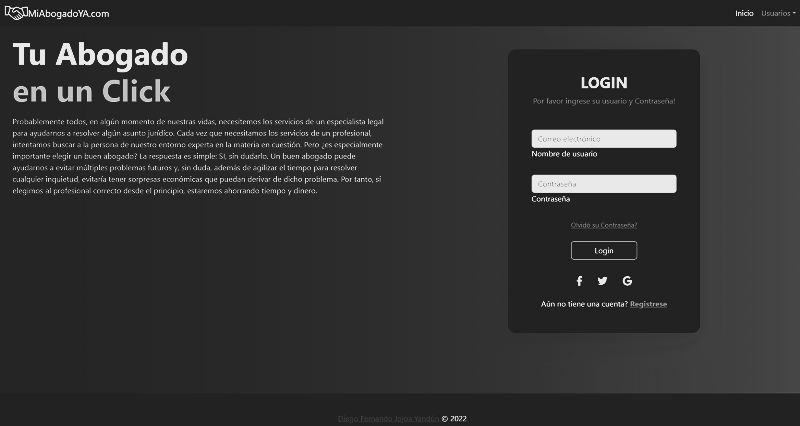 MiAbogadoYA.com
Inicio
Usuarios
Tu Abogado
en un Click
Probablemente todos, en algún momento de nuestras vidas, necesitemos los servicios de un especialista legal
para ayudarnos a resolver algún asunto jurídico. Cada vez que necesitamos los servicios de un profesional,
intentamos buscar a la persona de nuestro entorno experta en la materia en cuestión. Pero ¿es especialmente
importante elegir un buen abogado? La respuesta es simple: Sí, sin dudarlo. Un buen abogado puede
ayudarnos a evitar múltiples problemas futuros y, sin duda, además de agilizar el tiempo para resolver
cualquier inquietud, evitaría tener sorpresas económicas que puedan derivar de dicho problema. Por tanto, si
elegimos al profesional correcto desde el principio, estaremos ahorrando tiempo y dinero.
LOGIN
Por favor ingrese su usuario y Contraseña!
Correo electrónico
Nombre de usuario
Contraseña
Contraseña
Olvidó su Contraseña?
Login
Aún no tiene una cuenta? Registrese
Diego Fernando Jojoa Yandun © 2022